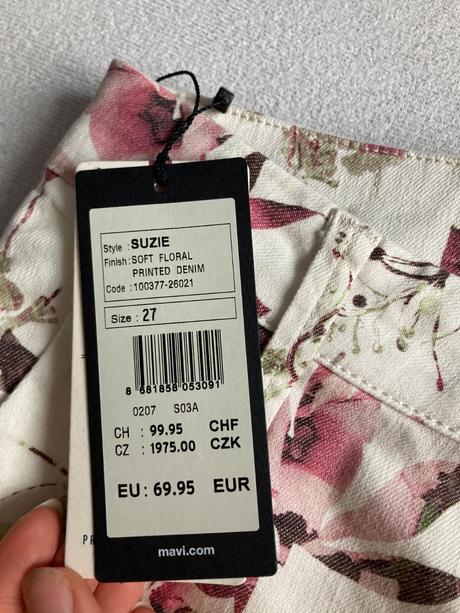 Style : SUZIE
Finish : SOFT FLORAL
PRINTED DENIM
Code : 100377-26021
Size : 27
8 681858 053091
0207 S03A
CH : 99.95 CHF
CZ : 1975.00 CZK
EU : 69.95 EUR
mavi.com